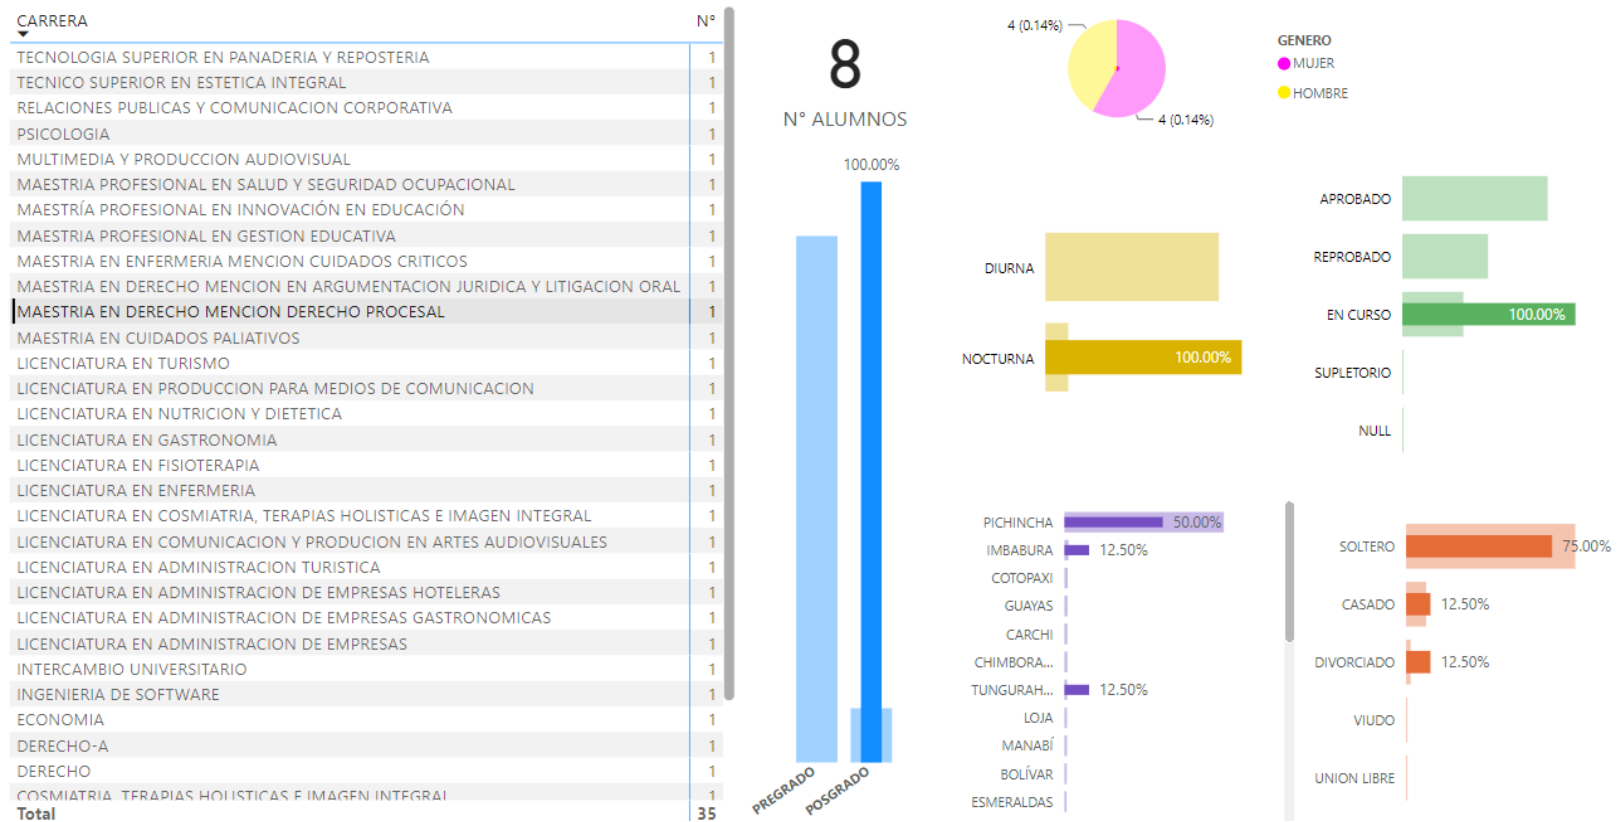 CARRERA N°
TECNOLOGIA SUPERIOR EN PANADERIA Y REPOSTERIA 1
TECNICO SUPERIOR EN ESTETICA INTEGRAL 1
RELACIONES PUBLICAS Y COMUNICACION CORPORATIVA 1
PSICOLOGIA 1
MULTIMEDIA Y PRODUCCION AUDIOVISUAL 1
MAESTRIA PROFESIONAL EN SALUD Y SEGURIDAD OCUPACIONAL 1
MAESTRÍA PROFESIONAL EN INNOVACIÓN EN EDUCACIÓN 1
MAESTRIA PROFESIONAL EN GESTION EDUCATIVA 1
MAESTRIA EN ENFERMERIA MENCION CUIDADOS CRITICOS 1
MAESTRIA EN DERECHO MENCION EN ARGUMENTACION JURIDICA Y LITIGACION ORAL 1
MAESTRIA EN DERECHO MENCION DERECHO PROCESAL 1
MAESTRIA EN CUIDADOS PALIATIVOS 1
LICENCIATURA EN TURISMO 1
LICENCIATURA EN PRODUCCION PARA MEDIOS DE COMUNICACION 1
LICENCIATURA EN NUTRICION Y DIETETICA 1
LICENCIATURA EN GASTRONOMIA 1
LICENCIATURA EN FISIOTERAPIA 1
LICENCIATURA EN ENFERMERIA 1
LICENCIATURA EN COSMIATRIA, TERAPIAS HOLISTICAS E IMAGEN INTEGRAL 1
LICENCIATURA EN COMUNICACION Y PRODUCION EN ARTES AUDIOVISUALES 1
LICENCIATURA EN ADMINISTRACION TURISTICA 1
LICENCIATURA EN ADMINISTRACION DE EMPRESAS HOTELERAS 1
LICENCIATURA EN ADMINISTRACION DE EMPRESAS GASTRONOMICAS 1
LICENCIATURA EN ADMINISTRACION DE EMPRESAS 1
INTERCAMBIO UNIVERSITARIO 1
INGENIERIA DE SOFTWARE 1
ECONOMIA 1
DERECHO-A 1
DERECHO 1
COSMIATRIA, TERAPIAS HOLISTICAS E IMAGEN INTEGRAL 1
Total 35
8
N° ALUMNOS
100.00%
PREGRADO
POSGRADO
4 (0.14%)
4 (0.14%)
GENERO
MUJER
HOMBRE
DIURNA
NOCTURNA 100.00%
APROBADO
REPROBADO
EN CURSO 100.00%
SUPLETORIO
NULL
PICHINCHA 50.00%
IMBABURA 12.50%
COTOPAXI
GUAYAS
CARCHI
CHIMBORA...
TUNGURAH... 12.50%
LOJA
MANABÍ
BOLÍVAR
ESMERALDAS
SOLTERO 75.00%
CASADO 12.50%
DIVORCIADO 12.50%
VIUDO
UNION LIBRE